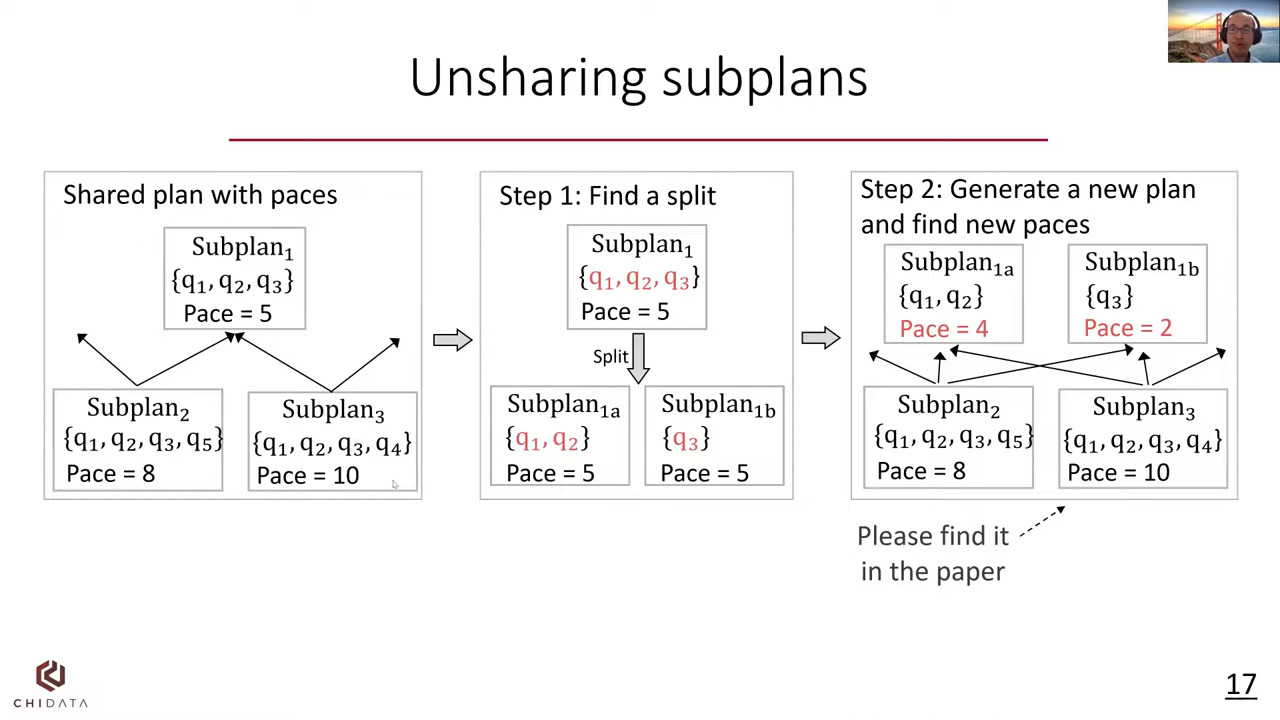 Unsharing subplans
Shared plan with paces
Subplan₁
{q₁, q₂, q₃}
Pace = 5
Subplan₂
{q₁, q₂, q₃, q₅}
Pace = 8
Subplan₃
{q₁, q₂, q₃, q₄}
Pace = 10
Step 1: Find a split
Subplan₁
{q₁, q₂, q₃}
Pace = 5
Split
Subplan₁ₐ
{q₁, q₂}
Pace = 5
Subplan₁b
{q₃}
Pace = 5
Step 2: Generate a new plan
and find new paces
Subplan₁ₐ
{q₁, q₂}
Pace = 4
Subplan₁b
{q₃}
Pace = 2
Subplan₂
{q₁, q₂, q₃, q₅}
Pace = 8
Subplan₃
{q₁, q₂, q₃, q₄}
Pace = 10
Please find it
in the paper
CHIDATA
17